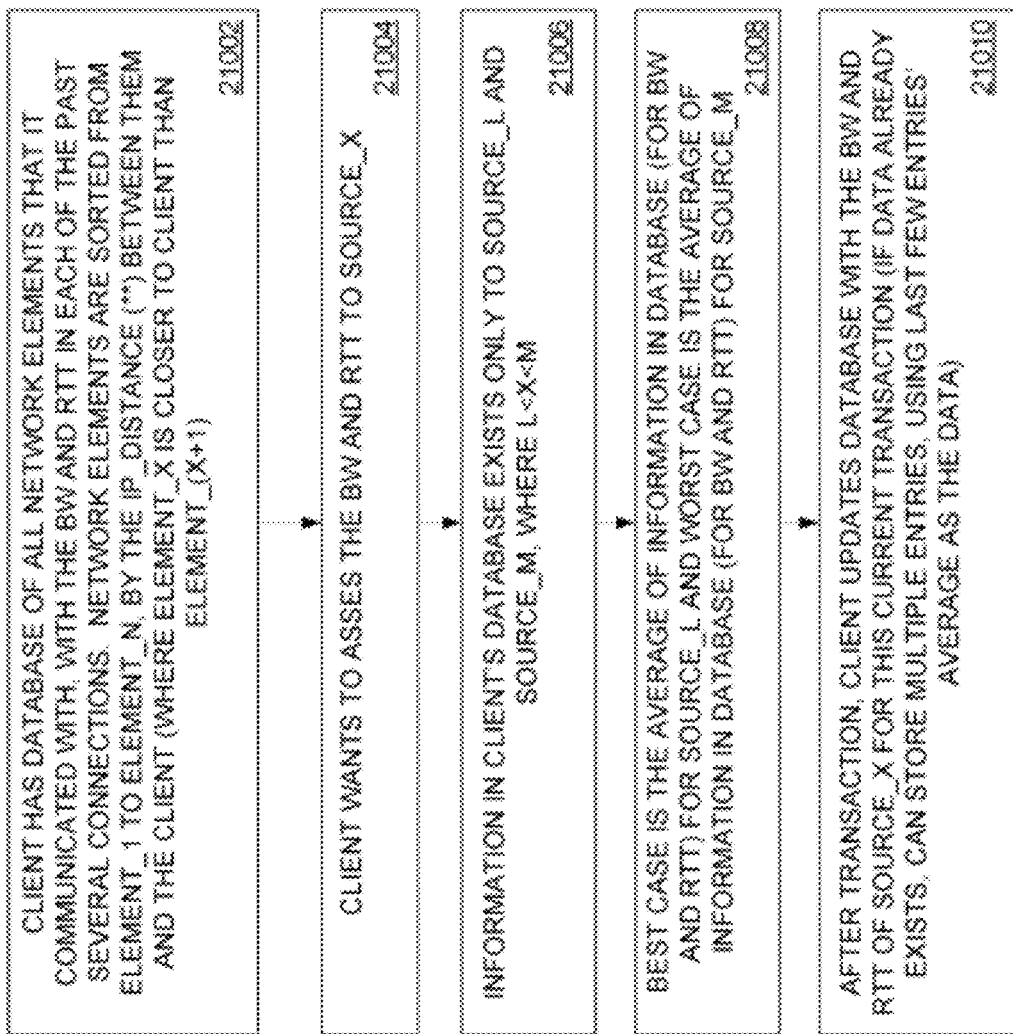 CLIENT HAS DATABASE OF ALL NETWORK ELEMENTS THAT IT
COMMUNICATED WITH, WITH THE BW AND RTT IN EACH OF THE PAST
SEVERAL CONNECTIONS. NETWORK ELEMENTS ARE SORTED FROM
ELEMENT_1 TO ELEMENT_N, BY THE IP_DISTANCE (**) BETWEEN THEM
AND THE CLIENT (WHERE ELEMENT_X IS CLOSER TO CLIENT THAN
ELEMENT_(X+1)
21002
CLIENT WANTS TO ASSES THE BW AND RTT TO SOURCE_X
21004
INFORMATION IN CLIENT'S DATABASE EXISTS ONLY TO SOURCE_L AND
SOURCE_M, WHERE L<X<M
21006
BEST CASE IS THE AVERAGE OF INFORMATION IN DATABASE (FOR BW
AND RTT) FOR SOURCE_L AND WORST CASE IS THE AVERAGE OF
INFORMATION IN DATABASE (FOR BW AND RTT) FOR SOURCE_M
21008
AFTER TRANSACTION, CLIENT UPDATES DATABASE WITH THE BW AND
RTT OF SOURCE_X FOR THIS CURRENT TRANSACTION (IF DATA ALREADY
EXISTS, CAN STORE MULTIPLE ENTRIES, USING LAST FEW ENTRIES'
AVERAGE AS THE DATA)
21010